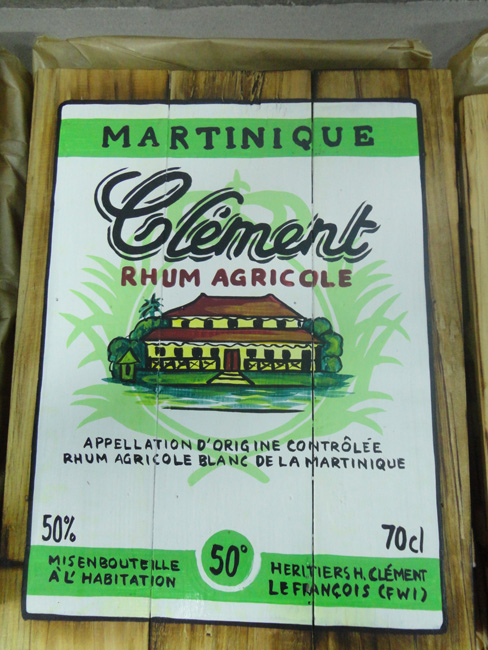 MARTINIQUE
Clément
RHUM AGRICOLE
APPELLATION D'ORIGINE CONTRÔLÉE
RHUM AGRICOLE BLANC DE LA MARTINIQUE
50%
70cl
MIS EN BOUTEILLE
À L'HABITATION
50°
HERITIERS H. CLÉMENT
LE FRANÇOIS (FWI)